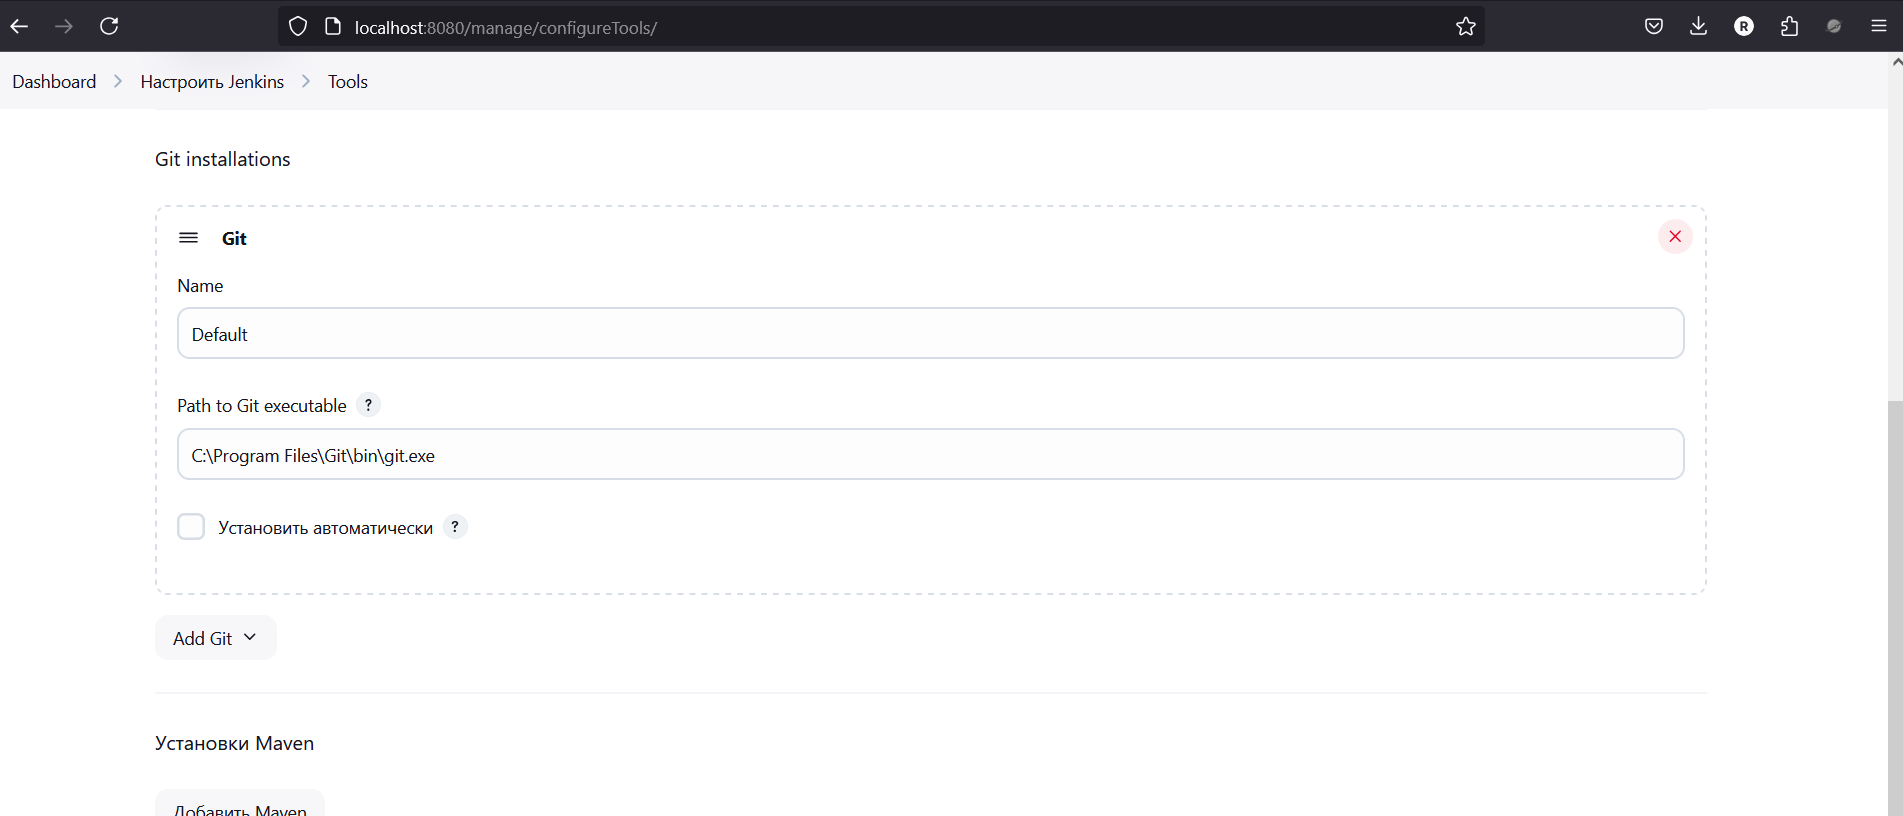 localhost:8080/manage/configureTools/
R
Dashboard Настроить Jenkins Tools
Git installations
Git
Name
Default
Path to Git executable ?
C:\Program Files\Git\bin\git.exe
Установить автоматически ?
Add Git
Установки Maven
Добавить Maven